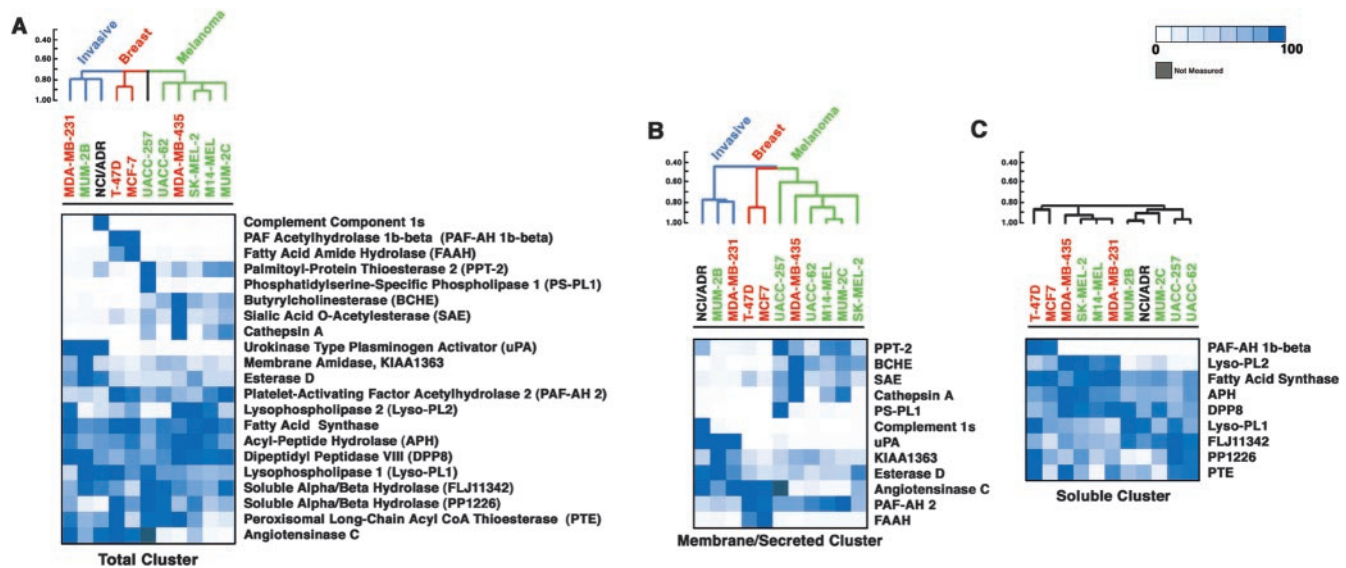 A
Invasive
Breast
Melanoma
0.40
0.60
0.80
1.00
MDA-MB-231
MUM-2B
NCI/ADR
T-47D
MCF-7
UACC-257
UACC-62
MDA-MB-435
SK-MEL-2
M14-MEL
MUM-2C
Complement Component 1s
PAF Acetylhydrolase 1b-beta (PAF-AH 1b-beta)
Fatty Acid Amide Hydrolase (FAAH)
Palmitoyl-Protein Thioesterase 2 (PPT-2)
Phosphatidylserine-Specific Phospholipase 1 (PS-PL1)
Butyrylcholinesterase (BCHE)
Sialic Acid O-Acetylesterase (SAE)
Cathepsin A
Urokinase Type Plasminogen Activator (uPA)
Membrane Amidase, KIAA1363
Esterase D
Platelet-Activating Factor Acetylhydrolase 2 (PAF-AH 2)
Lysophospholipase 2 (Lyso-PL2)
Fatty Acid Synthase
Acyl-Peptide Hydrolase (APH)
Dipeptidyl Peptidase VIII (DPP8)
Lysophospholipase 1 (Lyso-PL1)
Soluble Alpha/Beta Hydrolase (FLJ11342)
Soluble Alpha/Beta Hydrolase (PP1226)
Peroxisomal Long-Chain Acyl CoA Thioesterase (PTE)
Angiotensinase C
Total Cluster
B
Invasive
Breast
Melanoma
0.40
0.60
0.80
1.00
NCI/ADR
MUM-2B
MDA-MB-231
T-47D
MCF7
UACC-257
MDA-MB-435
UACC-62
M14-MEL
MUM-2C
SK-MEL-2
PPT-2
BCHE
SAE
Cathepsin A
PS-PL1
Complement 1s
uPA
KIAA1363
Esterase D
Angiotensinase C
PAF-AH 2
FAAH
Membrane/Secreted Cluster
0 100
Not Measured
C
0.40
0.60
0.80
1.00
T-47D
MCF7
MDA-MB-435
SK-MEL-2
M14-MEL
MDA-MB-231
MUM-2B
NCI/ADR
MUM-2C
UACC-257
UACC-62
PAF-AH 1b-beta
Lyso-PL2
Fatty Acid Synthase
APH
DPP8
Lyso-PL1
FLJ11342
PP1226
PTE
Soluble Cluster